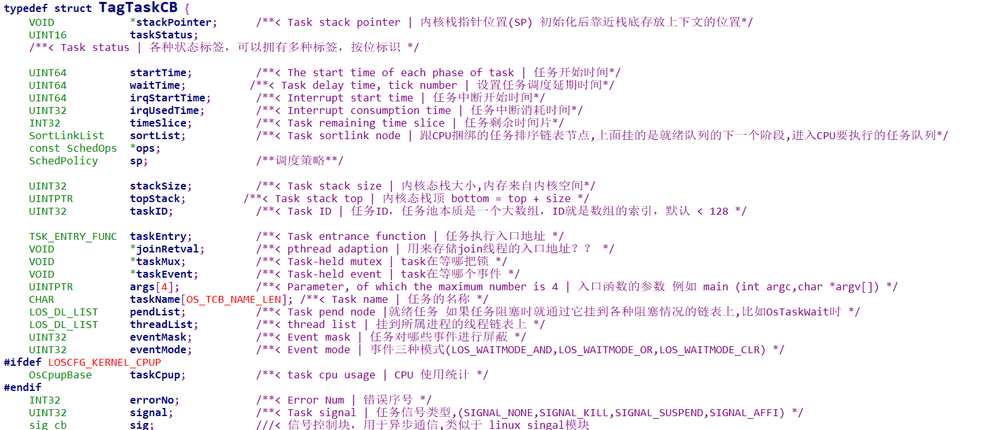 typedef struct TagTaskCB {
VOID *stackPointer; /**< Task stack pointer | 内核栈指针位置(SP) 初始化后靠近栈底存放上下文的位置*/
UINT16 taskStatus;
/**< Task status | 各种状态标签，可以拥有多种标签，按位标识 */
UINT64 startTime; /**< The start time of each phase of task | 任务开始时间*/
UINT64 waitTime; /**< Task delay time, tick number | 设置任务调度延期时间*/
UINT64 irqStartTime; /**< Interrupt start time | 任务中断开始时间*/
UINT32 irqUsedTime; /**< Interrupt consumption time | 任务中断消耗时间*/
INT32 timeSlice; /**< Task remaining time slice | 任务剩余时间片*/
SortLinkList sortList; /**< Task sortlink node | 跟CPU捆绑的任务排序链表节点,上面挂的是就绪队列的下一个阶段,进入CPU要执行的任务队列*/
const SchedOps *ops;
SchedPolicy sp; /**调度策略**/
UINT32 stackSize; /**< Task stack size | 内核态栈大小,内存来自内核空间*/
UINTPTR topStack; /**< Task stack top | 内核态栈顶 bottom = top + size */
UINT32 taskID; /**< Task ID | 任务ID，任务池本质是一个大数组，ID就是数组的索引，默认 < 128 */
TSK_ENTRY_FUNC taskEntry; /**< Task entrance function | 任务执行入口地址 */
VOID *joinRetval; /**< pthread adaption | 用来存储join线程的入口地址？？ */
VOID *taskMux; /**< Task-held mutex | task在等哪把锁 */
VOID *taskEvent; /**< Task-held event | task在等哪个事件 */
UINTPTR args[4]; /**< Parameter, of which the maximum number is 4 | 入口函数的参数 例如 main (int argc,char *argv[]) */
CHAR taskName[OS_TCB_NAME_LEN]; /**< Task name | 任务的名称 */
LOS_DL_LIST pendList; /**< Task pend node |就绪任务 如果任务阻塞时就通过它挂到各种阻塞情况的链表上,比如OsTaskWait时 */
LOS_DL_LIST threadList; /**< thread list | 挂到所属进程的线程链表上 */
UINT32 eventMask; /**< Event mask | 任务对哪些事件进行屏蔽 */
UINT32 eventMode; /**< Event mode | 事件三种模式(LOS_WAITMODE_AND,LOS_WAITMODE_OR,LOS_WAITMODE_CLR) */
#ifdef LOSCFG_KERNEL_CPUP
OsCpupBase taskCpup; /**< task cpu usage | CPU 使用统计 */
#endif
INT32 errorNo; /**< Error Num | 错误序号 */
UINT32 signal; /**< Task signal | 任务信号类型,(SIGNAL_NONE,SIGNAL_KILL,SIGNAL_SUSPEND,SIGNAL_AFFI) */
sig_cb sig; ///< 信号控制块，用于异步通信,类似于 linux singal模块